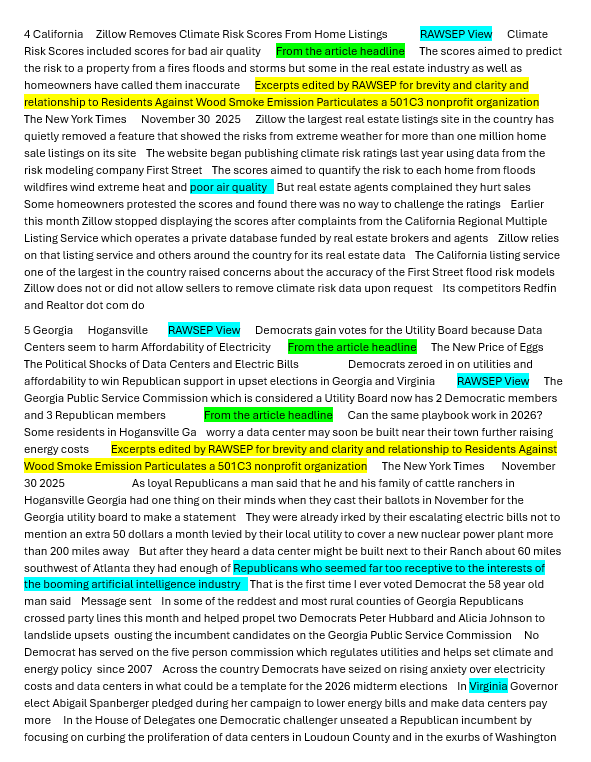 4 California    Zillow Removes Climate Risk Scores From Home Listings    RAWSEP View    Climate
Risk Scores included scores for bad air quality    From the article headline    The scores aimed to predict
the risk to a property from a fires floods and storms but some in the real estate industry as well as
homeowners have called them inaccurate    Excerpts edited by RAWSEP for brevity and clarity and
relationship to Residents Against Wood Smoke Emission Particulates a 501C3 nonprofit organization
The New York Times    November 30  2025    Zillow the largest real estate listings site in the country has
quietly removed a feature that showed the risks from extreme weather for more than one million home
sale listings on its site   The website began publishing climate risk ratings last year using data from the
risk modeling company First Street   The scores aimed to quantify the risk to each home from floods
wildfires wind extreme heat and poor air quality   But real estate agents complained they hurt sales
Some homeowners protested the scores and found there was no way to challenge the ratings   Earlier
this month Zillow stopped displaying the scores after complaints from the California Regional Multiple
Listing Service which operates a private database funded by real estate brokers and agents   Zillow relies
on that listing service and others around the country for its real estate data   The California listing service
one of the largest in the country raised concerns about the accuracy of the First Street flood risk models
Zillow does not or did not allow sellers to remove climate risk data upon request   Its competitors Redfin
and Realtor dot com do
5 Georgia    Hogansville    RAWSEP View    Democrats gain votes for the Utility Board because Data
Centers seem to harm Affordability of Electricity    From the article headline    The New Price of Eggs
The Political Shocks of Data Centers and Electric Bills    Democrats zeroed in on utilities and
affordability to win Republican support in upset elections in Georgia and Virginia    RAWSEP View    The
Georgia Public Service Commission which is considered a Utility Board now has 2 Democratic members
and 3 Republican members    From the article headline    Can the same playbook work in 2026?
Some residents in Hogansville Ga   worry a data center may soon be built near their town further raising
energy costs    Excerpts edited by RAWSEP for brevity and clarity and relationship to Residents Against
Wood Smoke Emission Particulates a 501C3 nonprofit organization    The New York Times    November
30 2025    As loyal Republicans a man said that he and his family of cattle ranchers in
Hogansville Georgia had one thing on their minds when they cast their ballots in November for the
Georgia utility board to make a statement   They were already irked by their escalating electric bills not to
mention an extra 50 dollars a month levied by their local utility to cover a new nuclear power plant more
than 200 miles away   But after they heard a data center might be built next to their Ranch about 60 miles
southwest of Atlanta they had enough of Republicans who seemed far too receptive to the interests of
the booming artificial intelligence industry   That is the first time I ever voted Democrat the 58 year old
man said   Message sent   In some of the reddest and most rural counties of Georgia Republicans
crossed party lines this month and helped propel two Democrats Peter Hubbard and Alicia Johnson to
landslide upsets  ousting the incumbent candidates on the Georgia Public Service Commission    No
Democrat has served on the five person commission which regulates utilities and helps set climate and
energy policy  since 2007   Across the country Democrats have seized on rising anxiety over electricity
costs and data centers in what could be a template for the 2026 midterm elections   In Virginia Governor
elect Abigail Spanberger pledged during her campaign to lower energy bills and make data centers pay
more    In the House of Delegates one Democratic challenger unseated a Republican incumbent by
focusing on curbing the proliferation of data centers in Loudoun County and in the exurbs of Washington